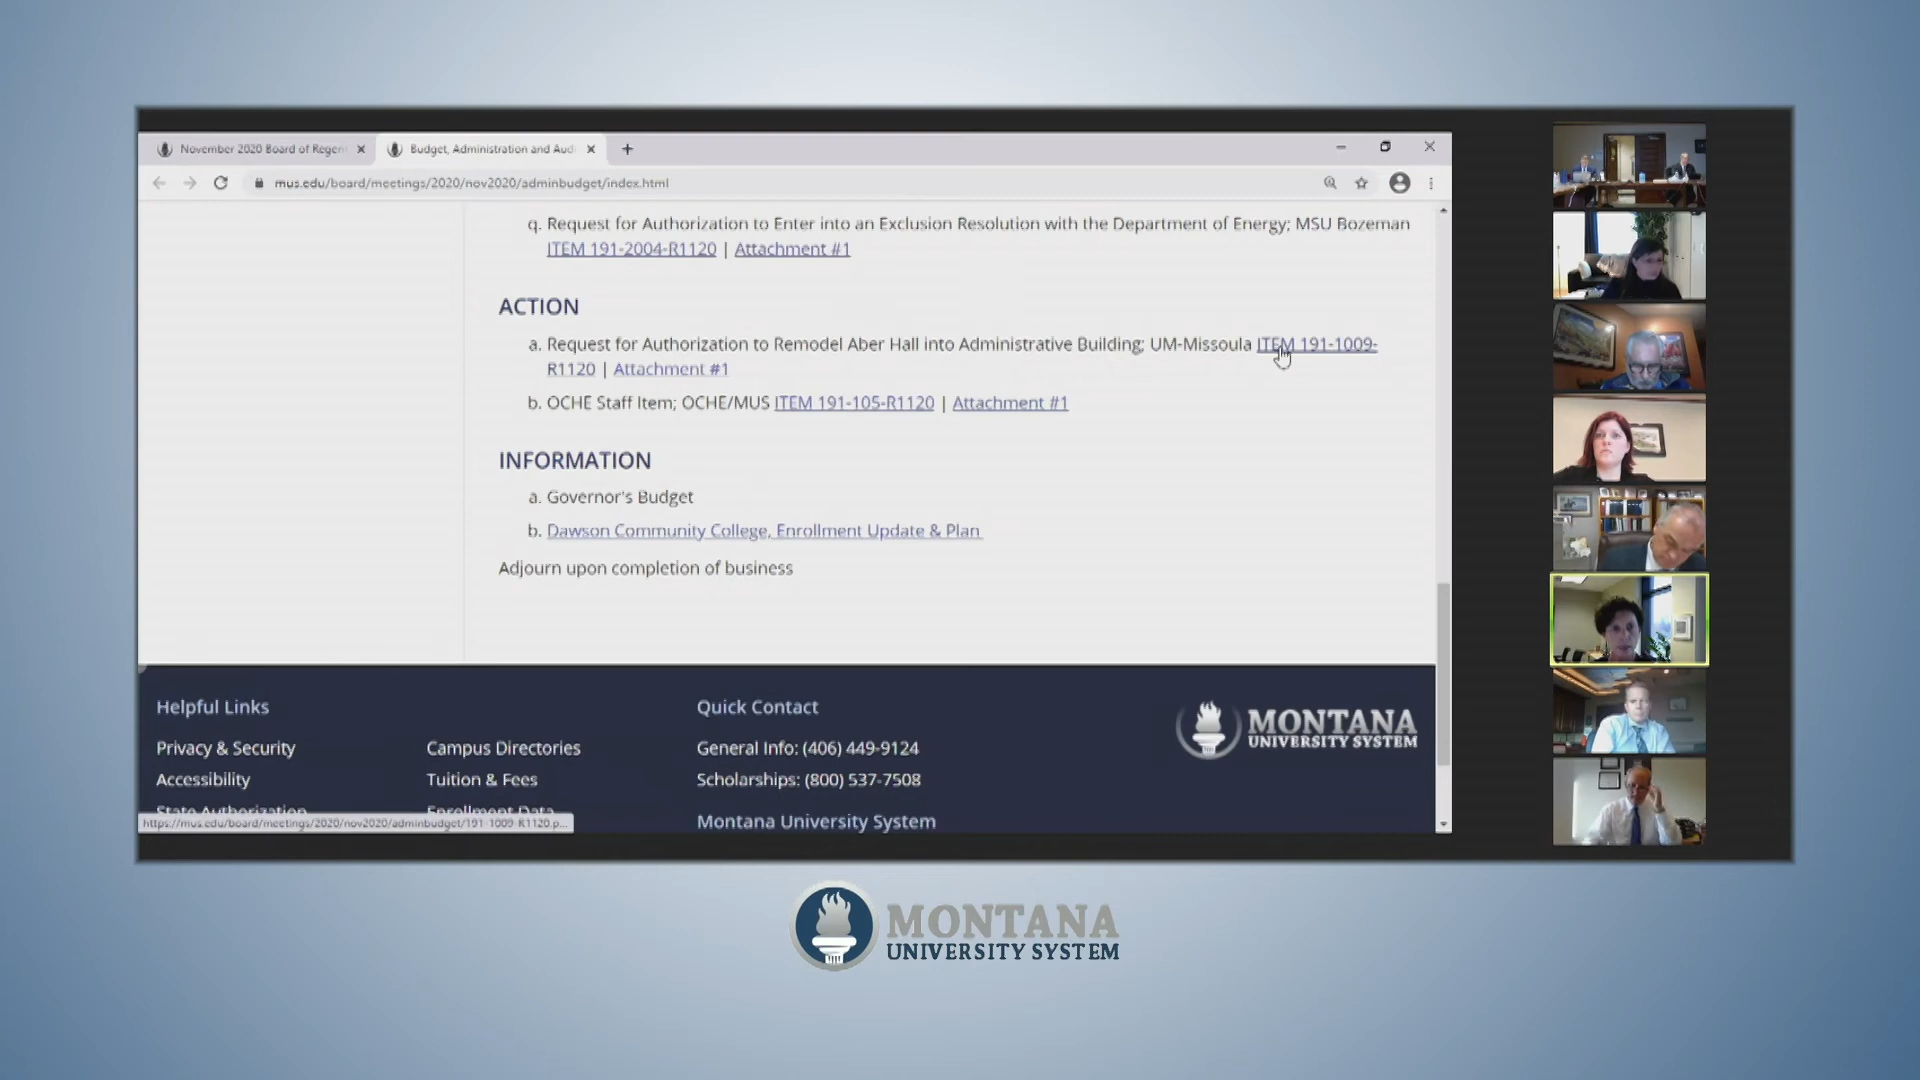 November 2020 Board of Regen
Budget, Administration and Aud
mus.edu/board/meetings/2020/nov2020/adminbudget/index.html
q. Request for Authorization to Enter into an Exclusion Resolution with the Department of Energy; MSU Bozeman
ITEM 191-2004-R1120 | Attachment #1
ACTION
a. Request for Authorization to Remodel Aber Hall into Administrative Building; UM-Missoula ITEM 191-1009-
R1120 | Attachment #1
b. OCHE Staff Item; OCHE/MUS ITEM 191-105-R1120 | Attachment #1
INFORMATION
a. Governor's Budget
b. Dawson Community College, Enrollment Update & Plan
Adjourn upon completion of business
Helpful Links
Privacy & Security
Accessibility
State Authorization
Campus Directories
Tuition & Fees
Enrollment Data
Quick Contact
General Info: (406) 449-9124
Scholarships: (800) 537-7508
Montana University System
MONTANA
UNIVERSITY SYSTEM
https://mus.edu/board/meetings/2020/nov2020/adminbudget/191-1009-R1120.p...
MONTANA
UNIVERSITY SYSTEM